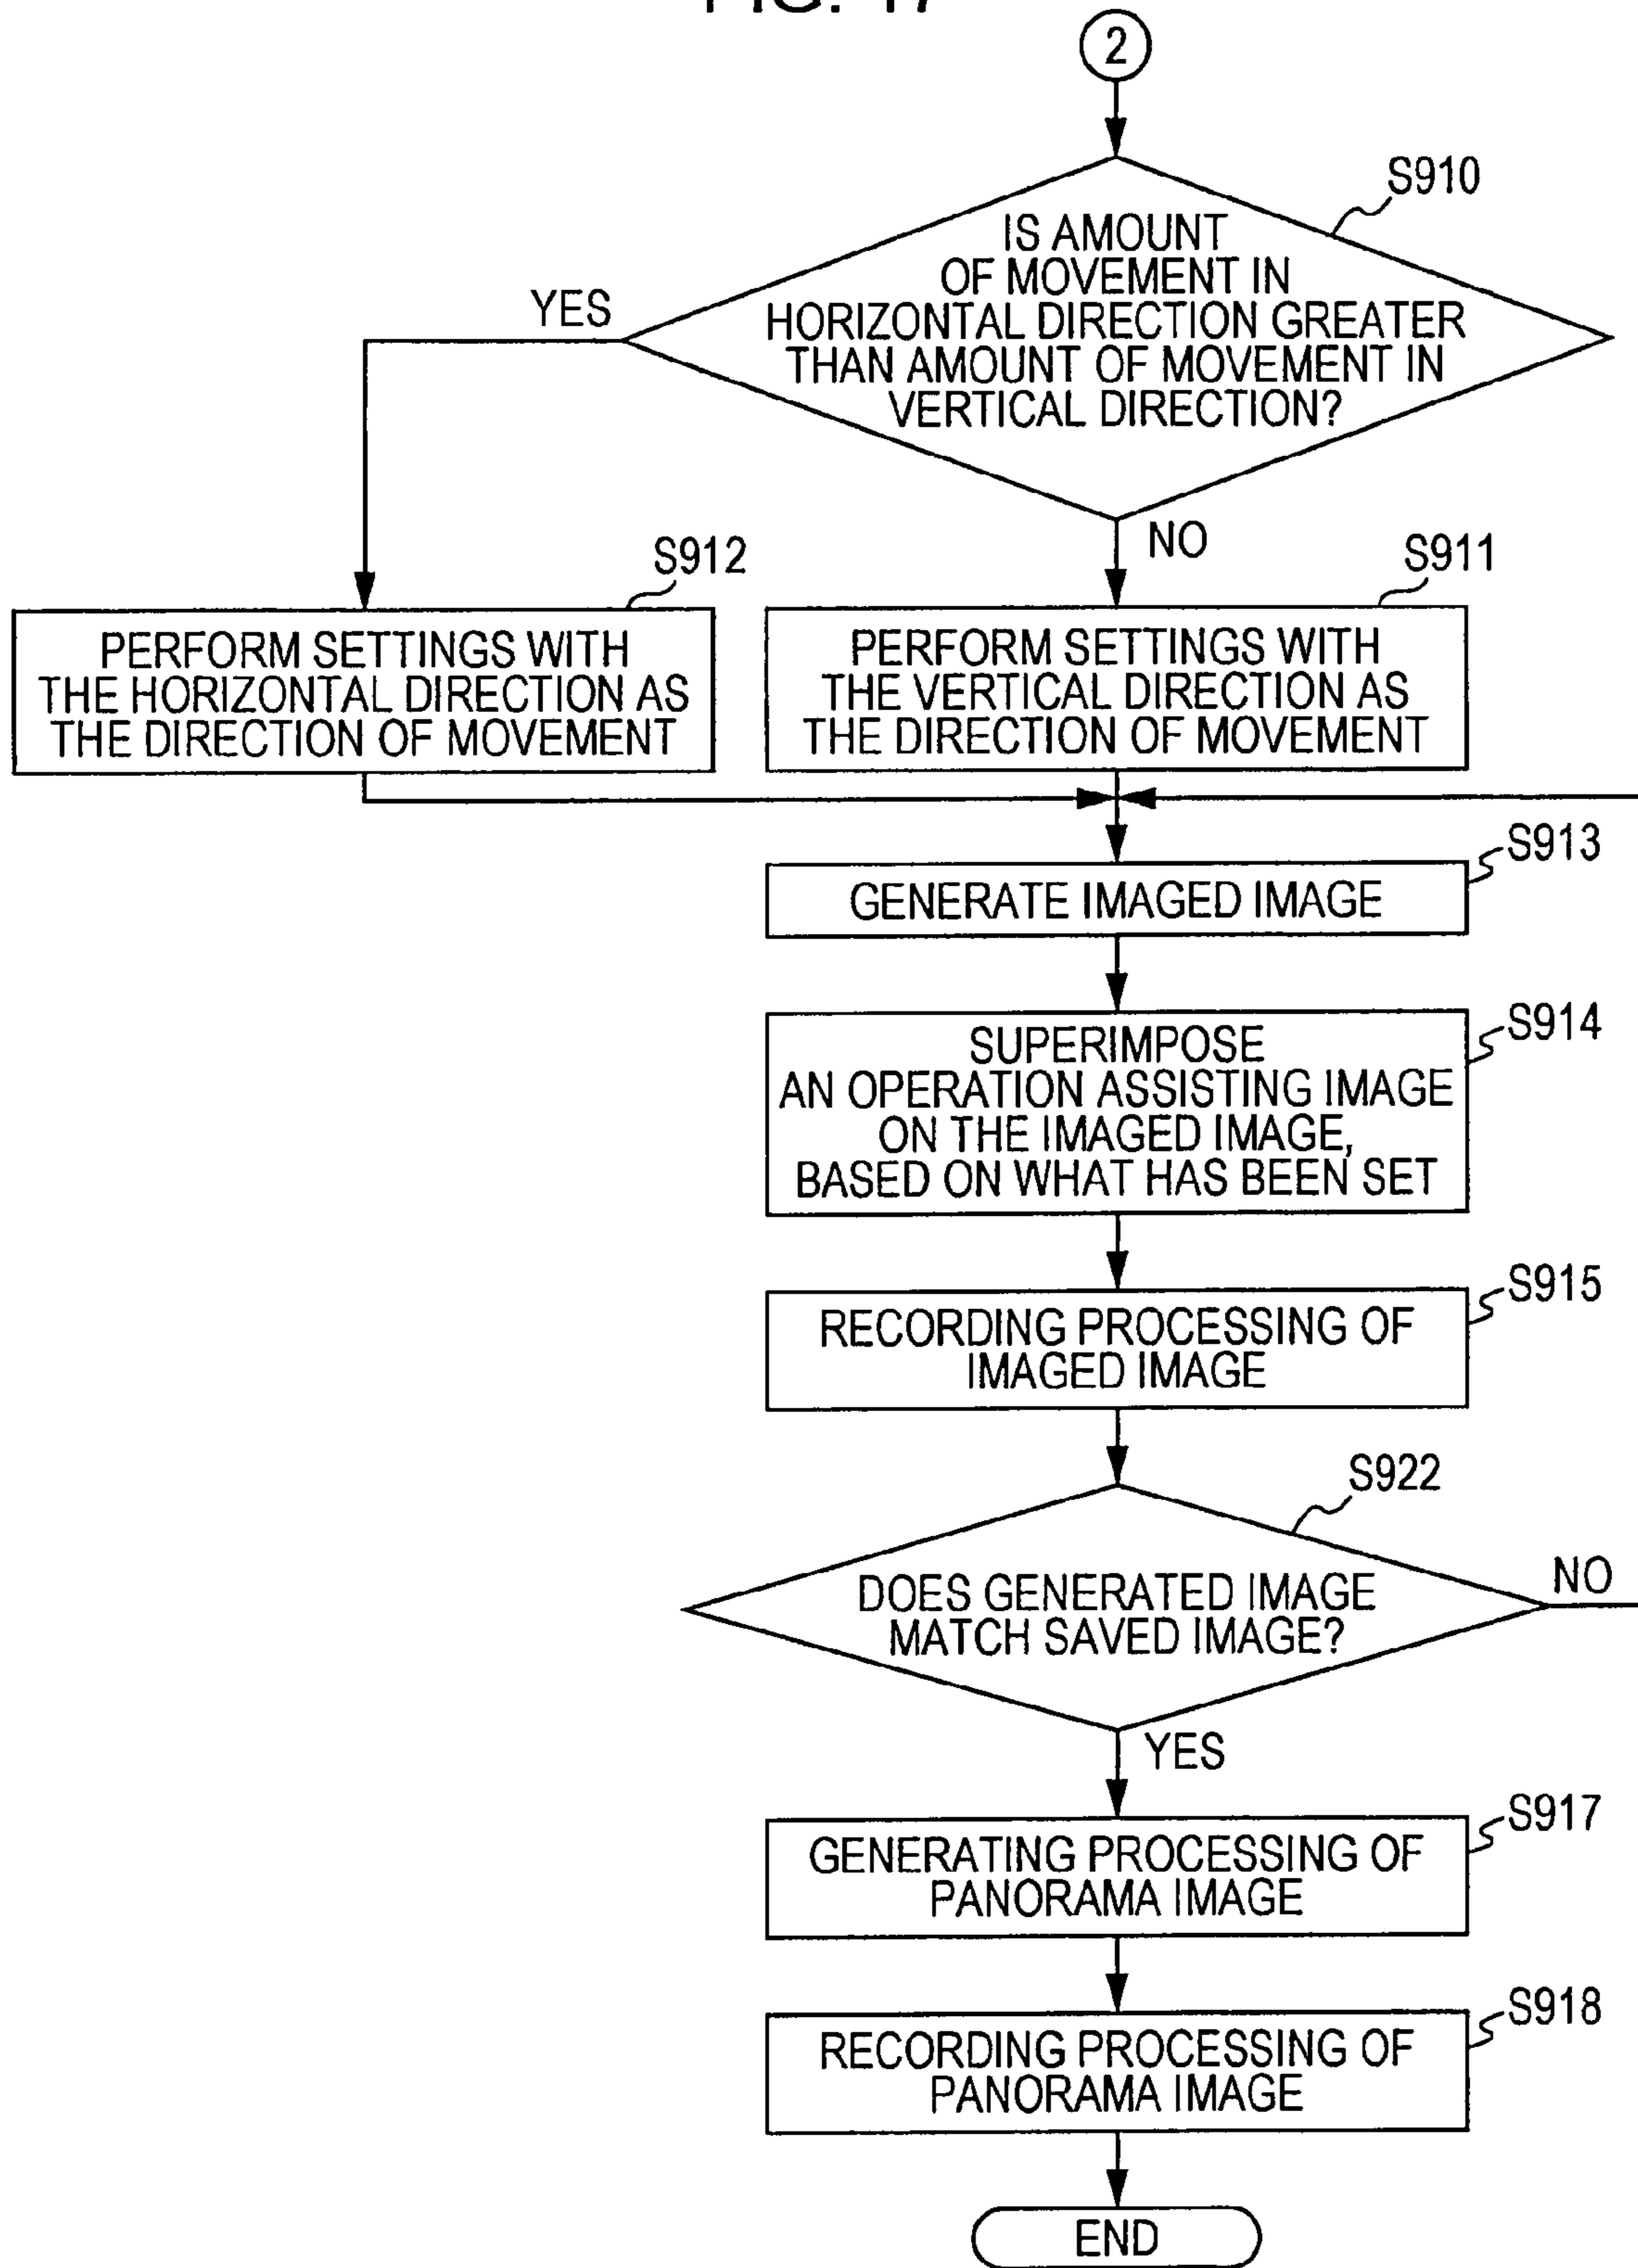 FIG. 17
2
S910
IS AMOUNT
OF MOVEMENT IN
HORIZONTAL DIRECTION GREATER
THAN AMOUNT OF MOVEMENT IN
VERTICAL DIRECTION?
YES
NO
S912
PERFORM SETTINGS WITH
THE HORIZONTAL DIRECTION AS
THE DIRECTION OF MOVEMENT
S911
PERFORM SETTINGS WITH
THE VERTICAL DIRECTION AS
THE DIRECTION OF MOVEMENT
S913
GENERATE IMAGED IMAGE
S914
SUPERIMPOSE
AN OPERATION ASSISTING IMAGE
ON THE IMAGED IMAGE,
BASED ON WHAT HAS BEEN SET
S915
RECORDING PROCESSING OF
IMAGED IMAGE
S922
DOES GENERATED IMAGE
MATCH SAVED IMAGE?
NO
YES
S917
GENERATING PROCESSING OF
PANORAMA IMAGE
S918
RECORDING PROCESSING OF
PANORAMA IMAGE
END